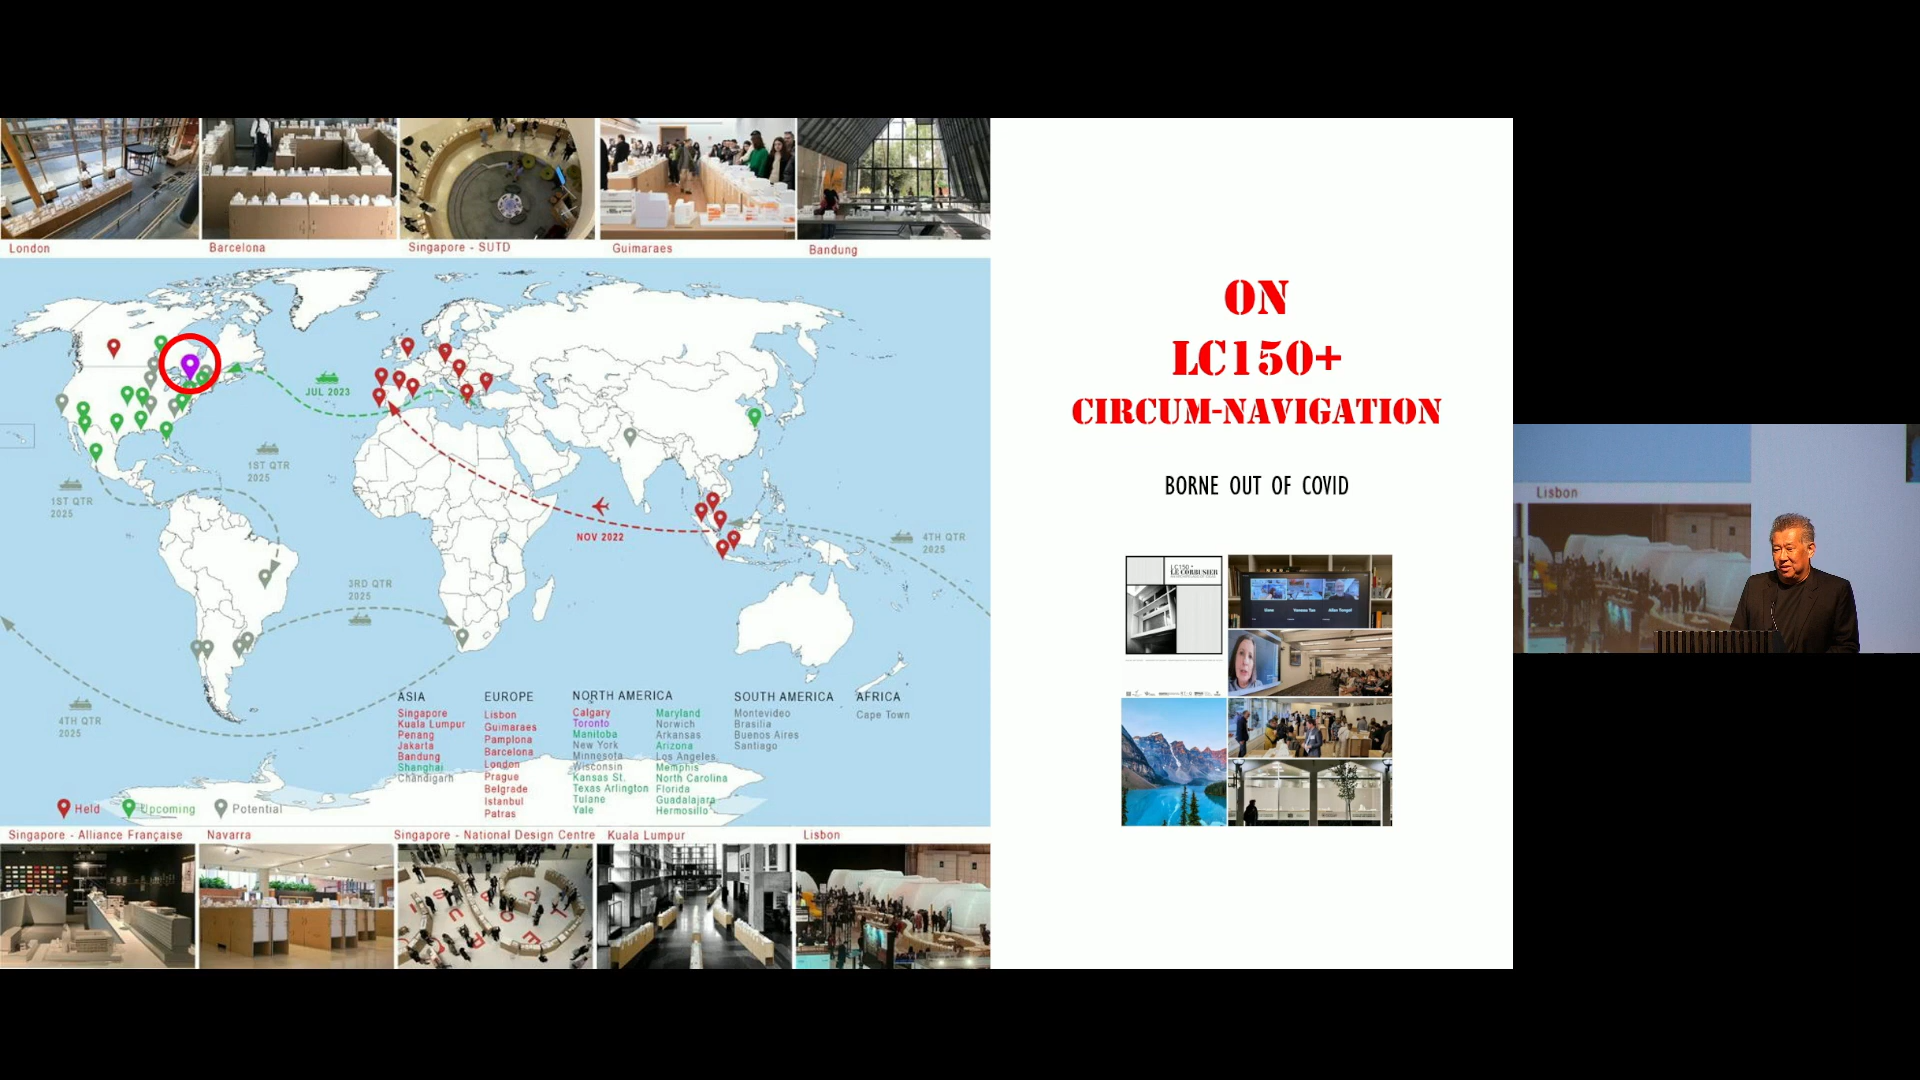 London
Barcelona
Singapore - SUTD
Guimaraes
Bandung
JUL 2023
1ST QTR
2025
1ST QTR
2025
NOV 2022
4TH QTR
2025
3RD QTR
2025
4TH QTR
2025
ASIA
Singapore
Kuala Lumpur
Penang
Jakarta
Bandung
Shanghai
Chandigarh
EUROPE
Lisbon
Guimaraes
Pamplona
Barcelona
London
Prague
Belgrade
Istanbul
Patras
NORTH AMERICA
Calgary
Toronto
Manitoba
New York
Minnesota
Wisconsin
Kansas St.
Texas Arlington
Tulane
Yale
Maryland
Norwich
Arkansas
Arizona
Los Angeles
Memphis
North Carolina
Florida
Guadalajara
Hermosillo
SOUTH AMERICA
Montevideo
Brasilia
Buenos Aires
Santiago
AFRICA
Cape Town
Held
Upcoming
Potential
Singapore - Alliance Française
Navarra
Singapore - National Design Centre
Kuala Lumpur
Lisbon
ON
LC150+
CIRCUM-NAVIGATION
BORNE OUT OF COVID
LC150+
LE CORBUSIER
Lisbon